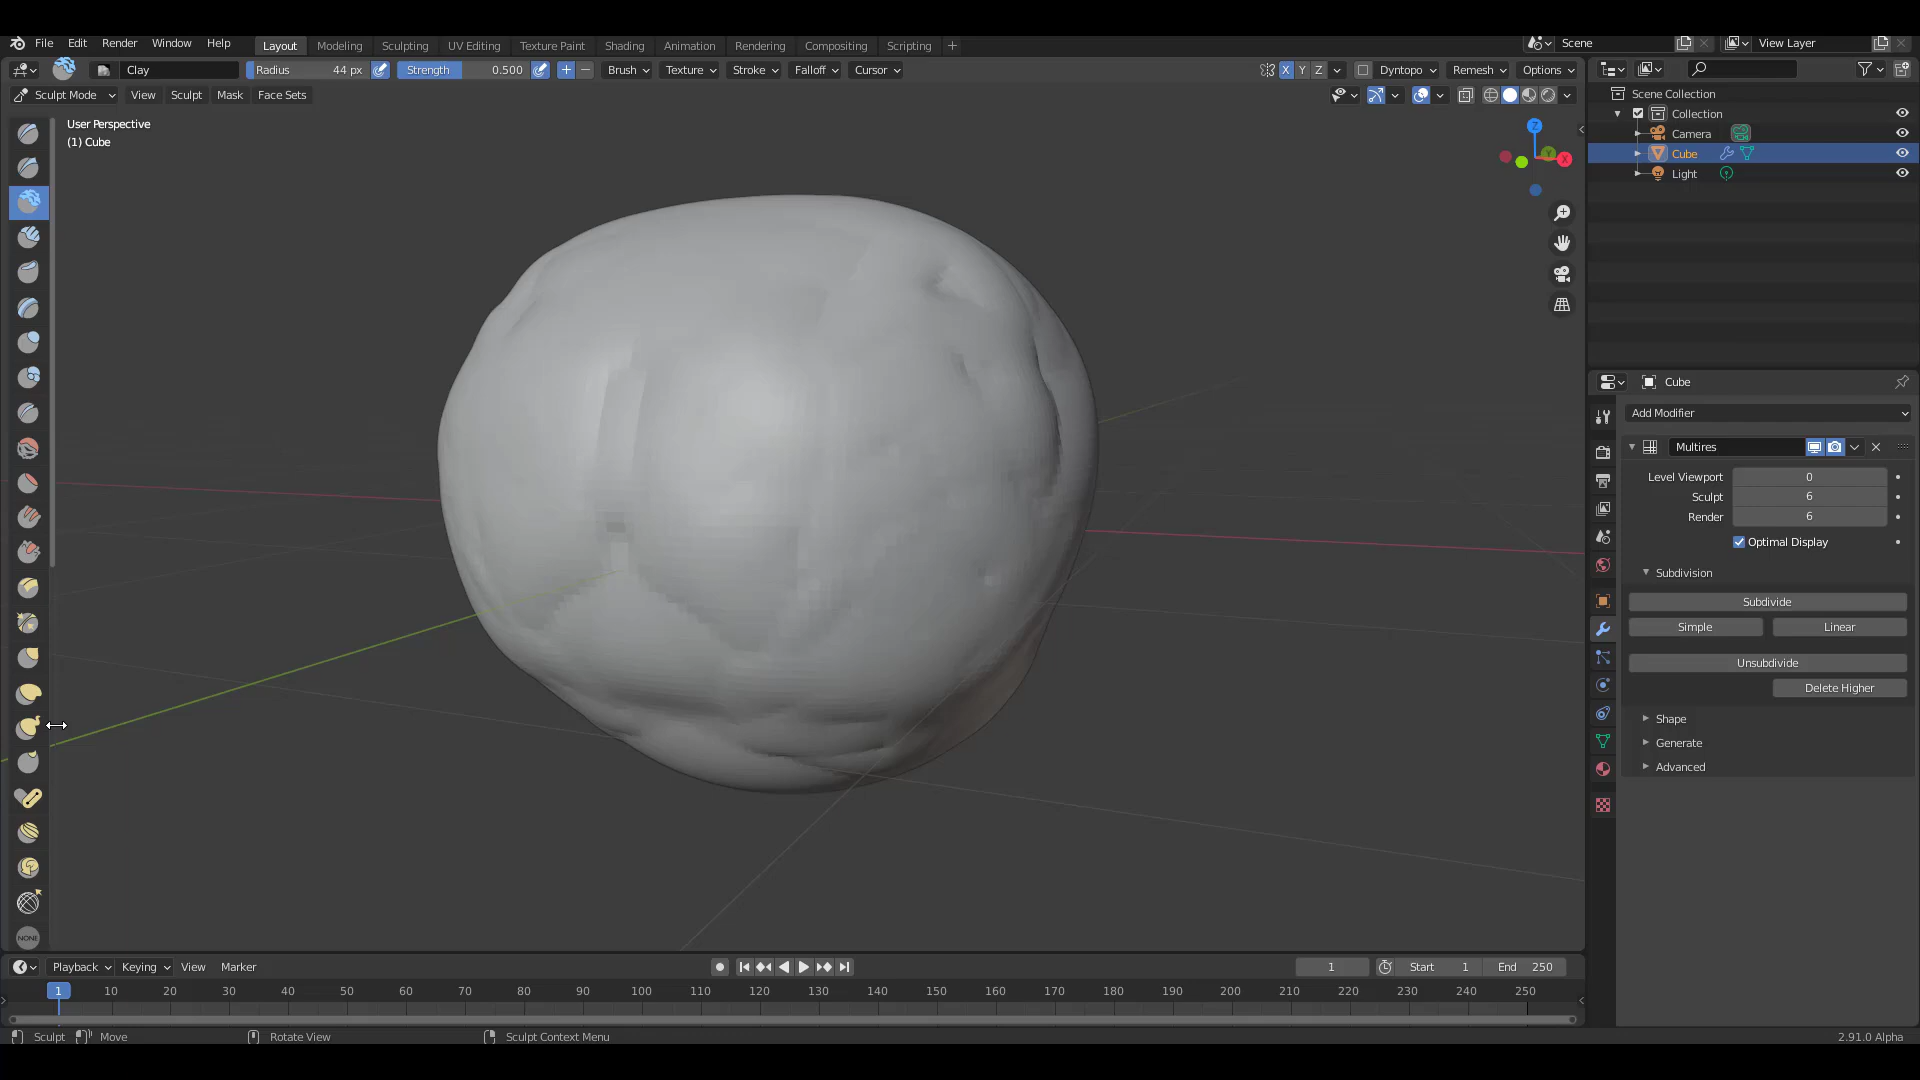 File Edit Render Window Help Layout Modeling Sculpting UV Editing Texture Paint Shading Animation Rendering Compositing Scripting + Scene View Layer
Clay Radius 44 px Strength 0.500 + − Brush Texture Stroke Falloff Cursor X Y Z Dyntopo Remesh Options
Sculpt Mode View Sculpt Mask Face Sets
User Perspective
(1) Cube
Z
Y
X
NONE
Scene Collection
Collection
Camera
Cube
Light
Cube
Add Modifier
Multires
Level Viewport 0
Sculpt 6
Render 6
Optimal Display
Subdivision
Subdivide
Simple Linear
Unsubdivide
Delete Higher
Shape
Generate
Advanced
Playback Keying View Marker 1 Start 1 End 250
1 10 20 30 40 50 60 70 80 90 100 110 120 130 140 150 160 170 180 190 200 210 220 230 240 250
Sculpt Move Rotate View Sculpt Context Menu 2.91.0 Alpha